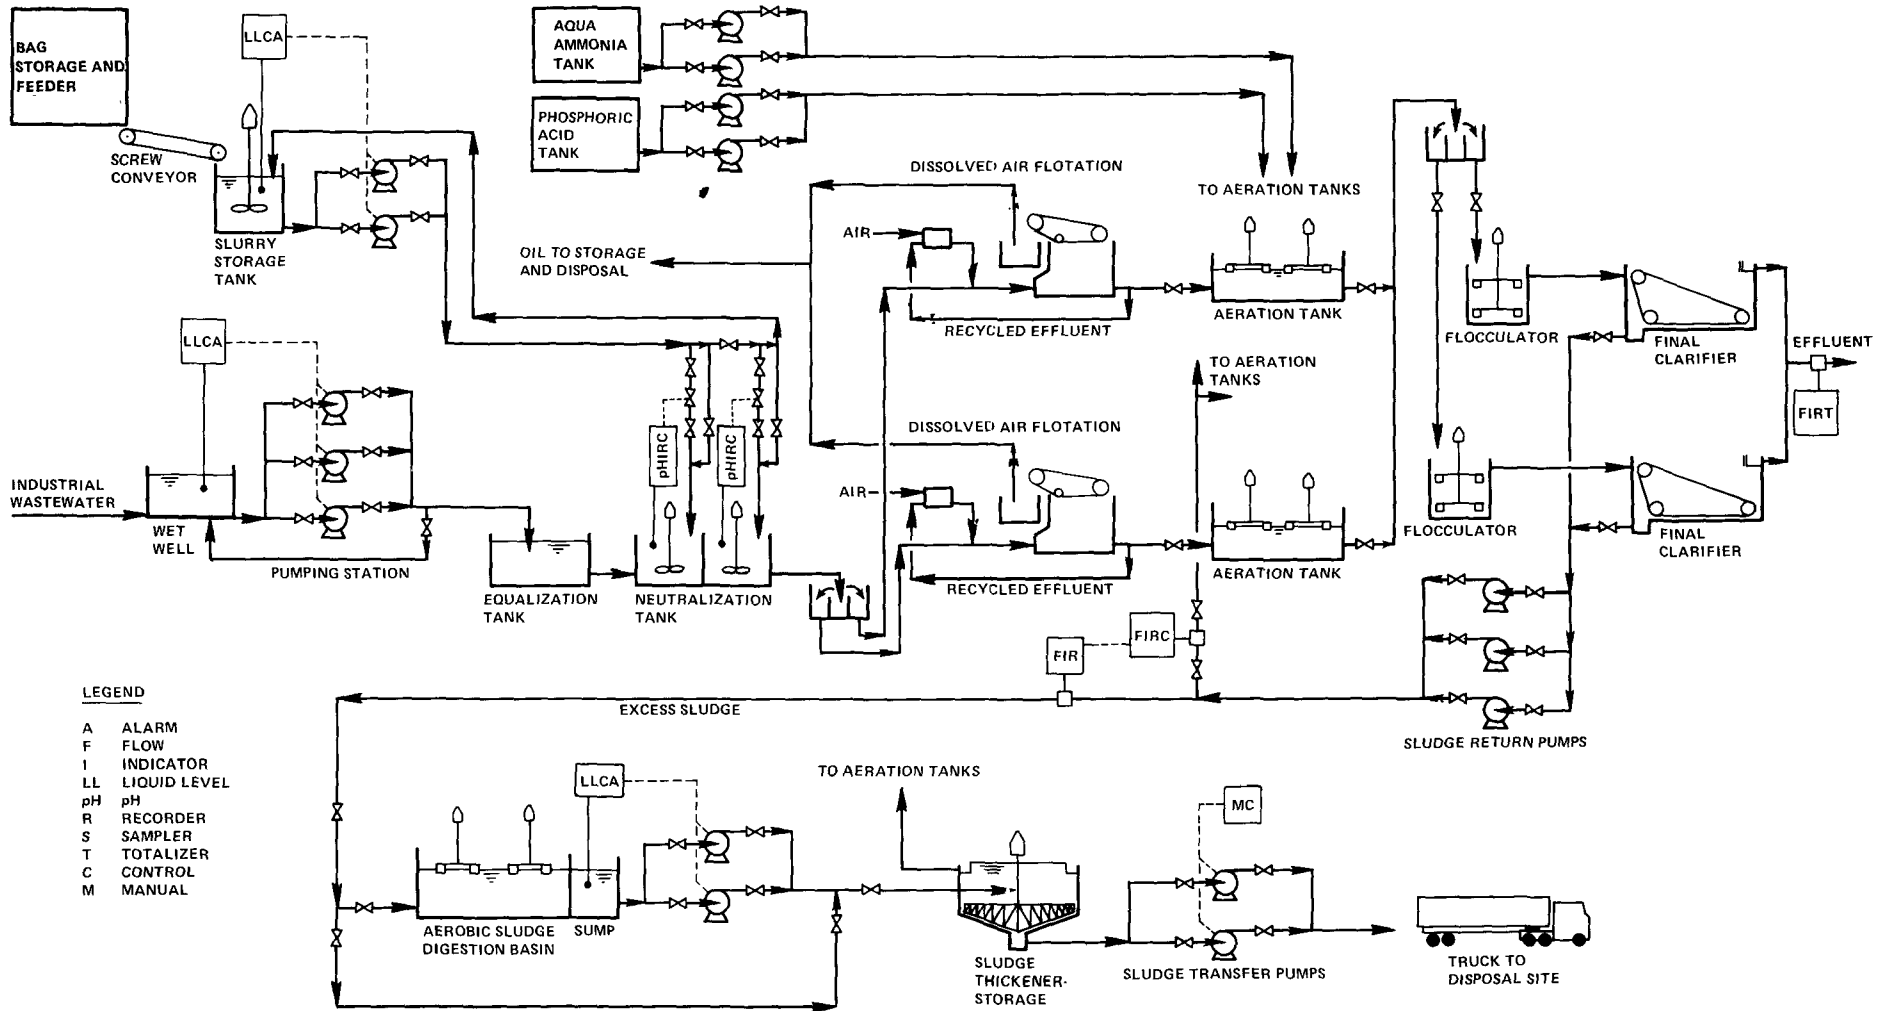 BAG
STORAGE AND
FEEDER
LLCA
SCREW
CONVEYOR
SLURRY
STORAGE
TANK
AQUA
AMMONIA
TANK
PHOSPHORIC
ACID
TANK
OIL TO STORAGE
AND DISPOSAL
DISSOLVED AIR FLOTATION
AIR
RECYCLED EFFLUENT
TO AERATION TANKS
AERATION TANK
FLOCCULATOR
FINAL
CLARIFIER
EFFLUENT
FIRT
LLCA
INDUSTRIAL
WASTEWATER
WET
WELL
PUMPING STATION
EQUALIZATION
TANK
pHIRC
pHIRC
NEUTRALIZATION
TANK
DISSOLVED AIR FLOTATION
AIR
RECYCLED EFFLUENT
TO AERATION
TANKS
AERATION TANK
FLOCCULATOR
FINAL
CLARIFIER
FIR
FIRC
EXCESS SLUDGE
SLUDGE RETURN PUMPS
LEGEND
A ALARM
F FLOW
I INDICATOR
LL LIQUID LEVEL
pH pH
R RECORDER
S SAMPLER
T TOTALIZER
C CONTROL
M MANUAL
LLCA
AEROBIC SLUDGE
DIGESTION BASIN
SUMP
TO AERATION TANKS
SLUDGE
THICKENER-
STORAGE
MC
SLUDGE TRANSFER PUMPS
TRUCK TO
DISPOSAL SITE